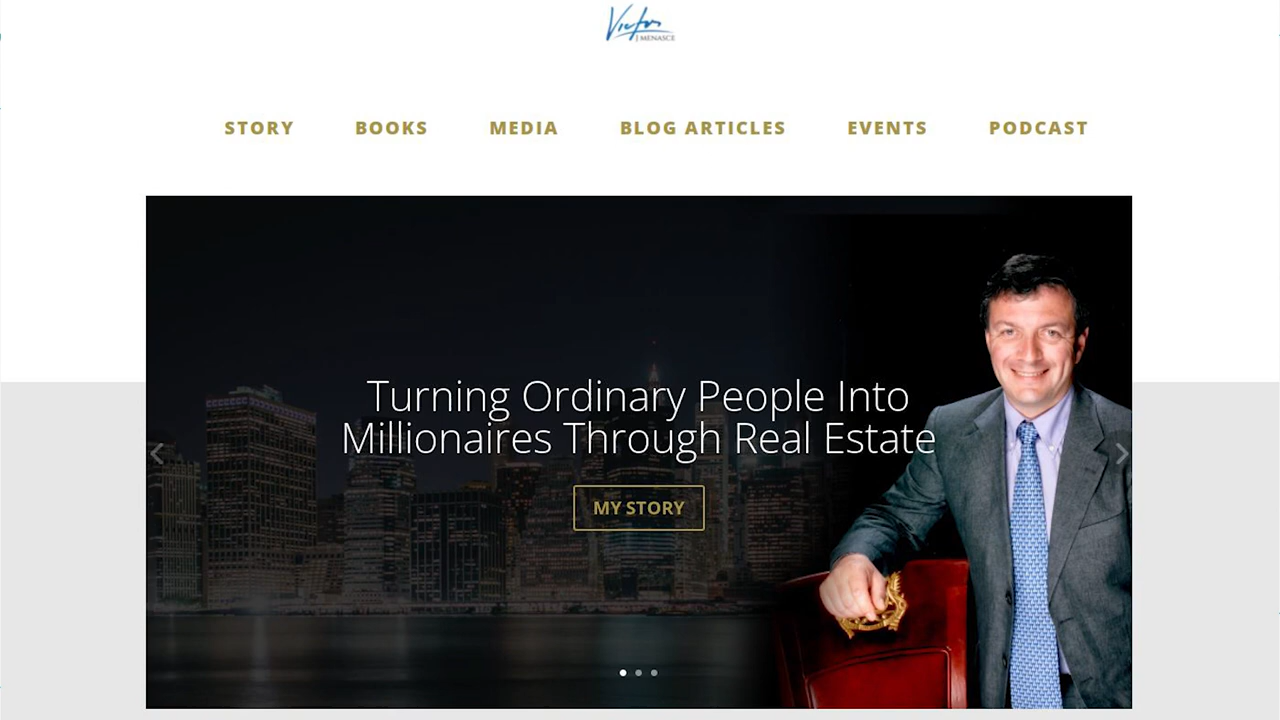 Victor
J MENASCE
STORY BOOKS MEDIA BLOG ARTICLES EVENTS PODCAST
Turning Ordinary People Into
Millionaires Through Real Estate
MY STORY